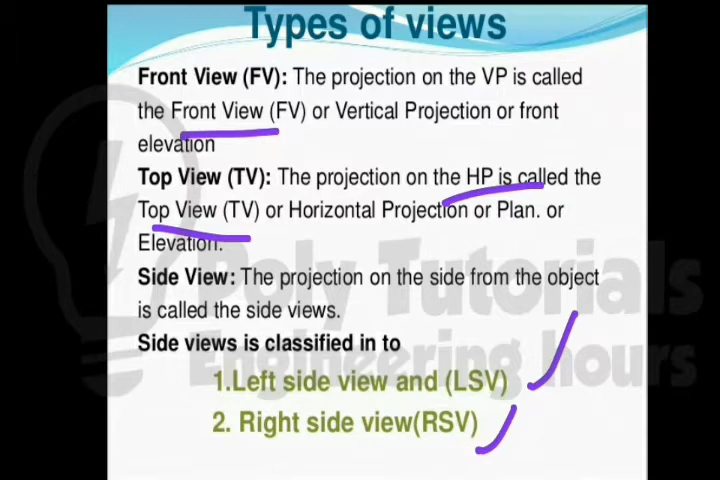 Types of views
Front View (FV): The projection on the VP is called
the Front View (FV) or Vertical Projection or front
elevation
Top View (TV): The projection on the HP is called the
Top View (TV) or Horizontal Projection or Plan. or
Elevation.
Side View: The projection on the side from the object
is called the side views.
Side views is classified in to
1.Left side view and (LSV)
2. Right side view(RSV)
Poly Tutorials
Engineering hours